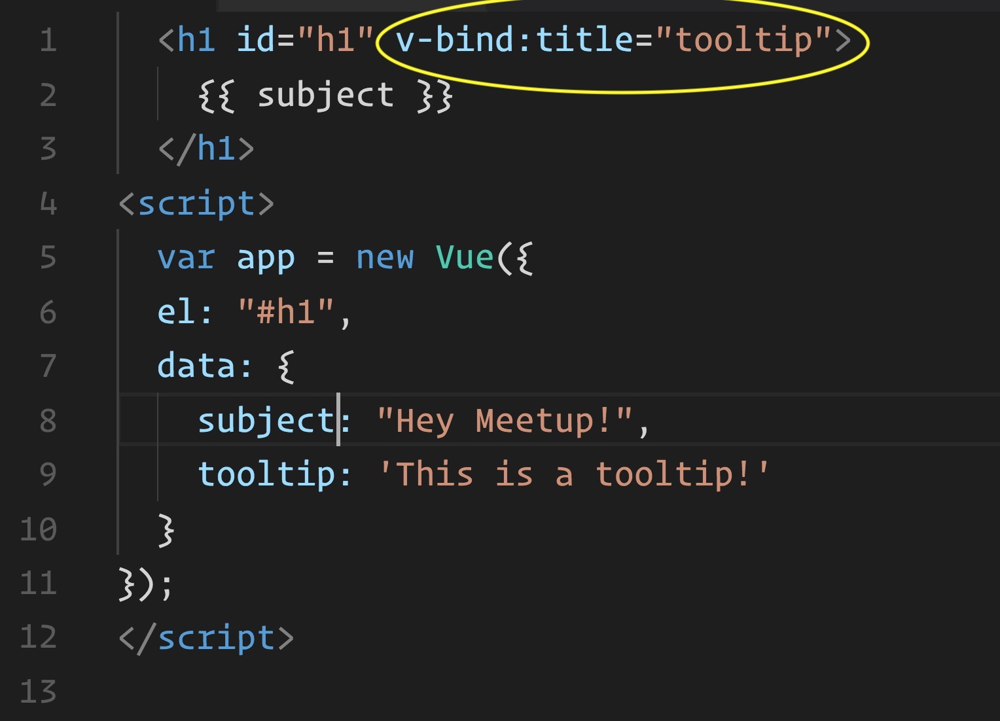 1 <h1 id="h1" v-bind:title="tooltip">
2 {{ subject }}
3 </h1>
4 <script>
5 var app = new Vue({
6 el: "#h1",
7 data: {
8 subject: "Hey Meetup!",
9 tooltip: 'This is a tooltip!'
10 }
11 });
12 </script>
13